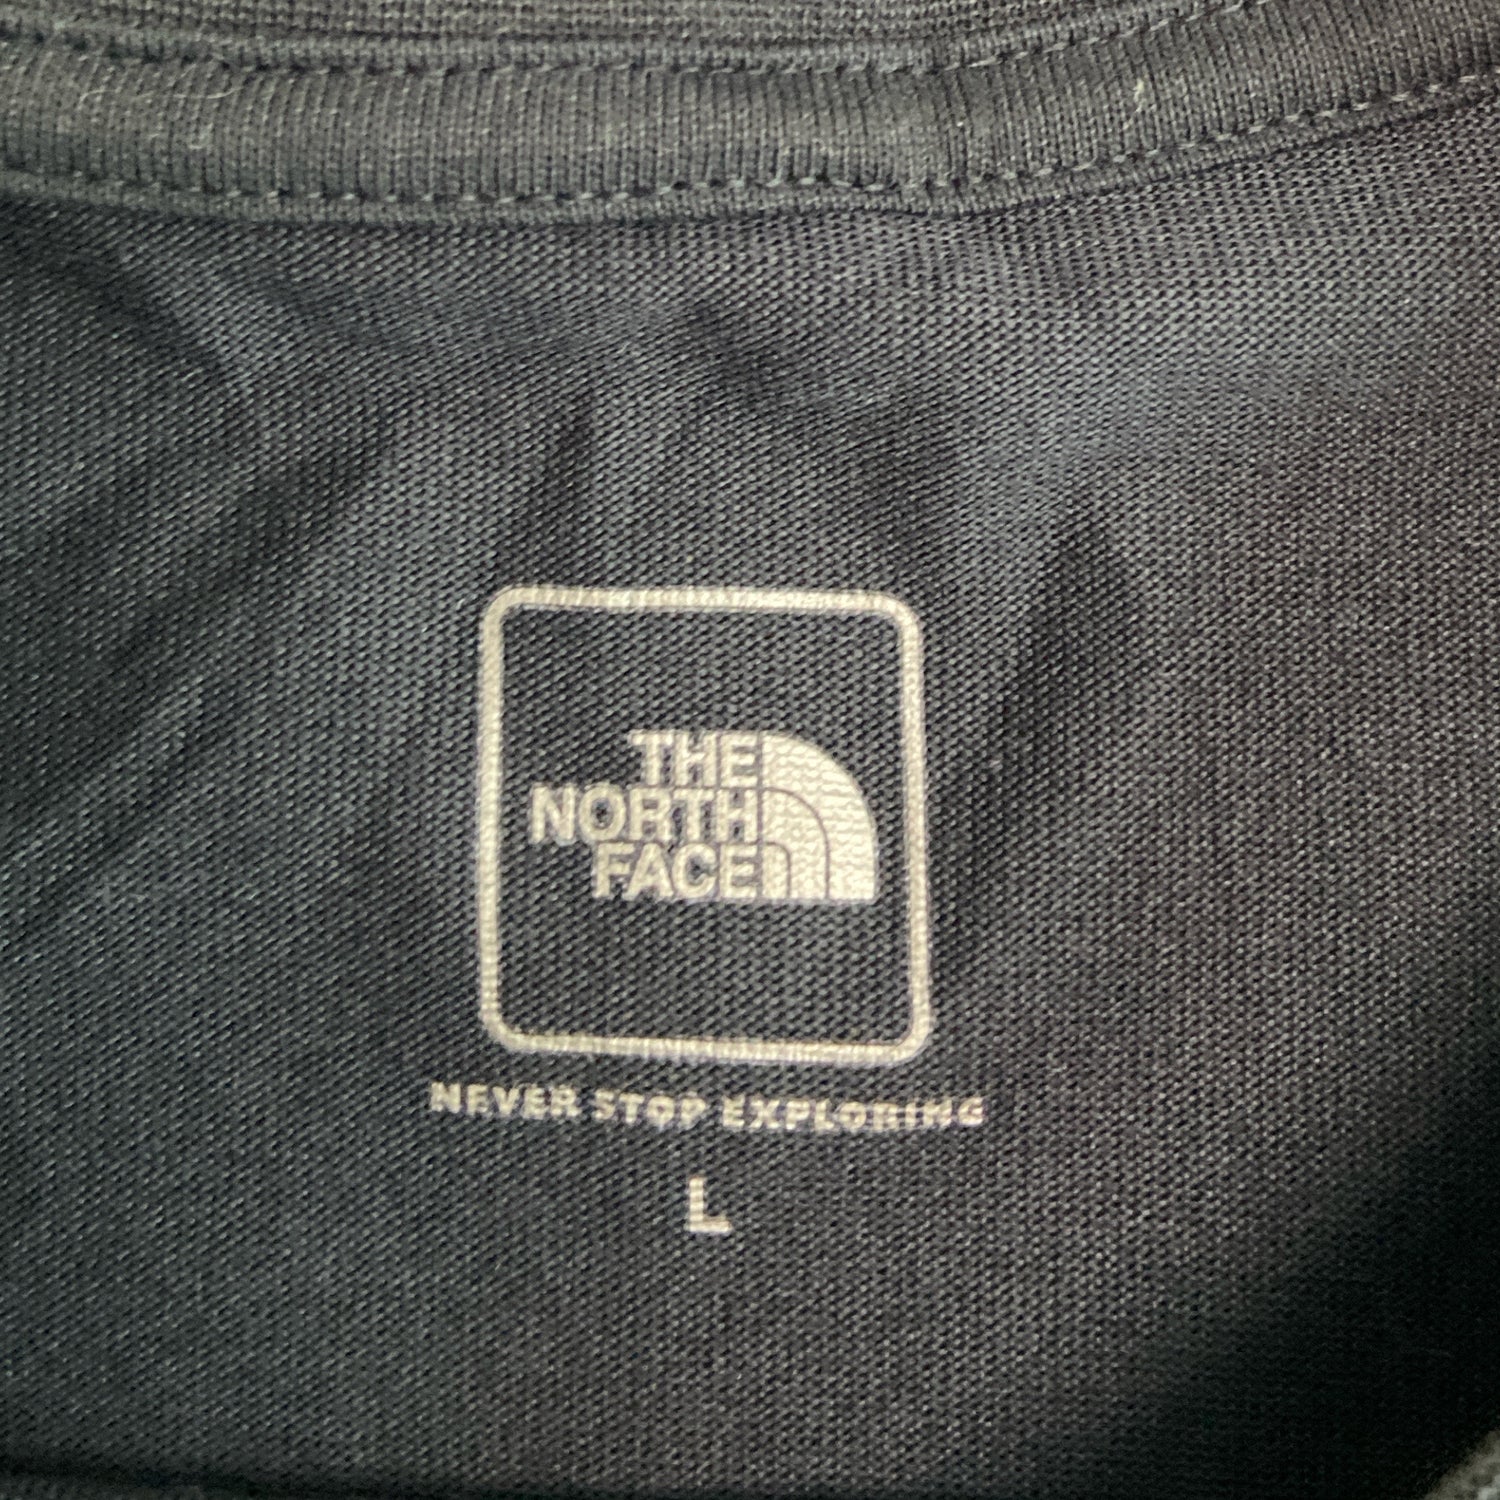 THE
NORTH
FACE
NEVER STOP EXPLORING
L